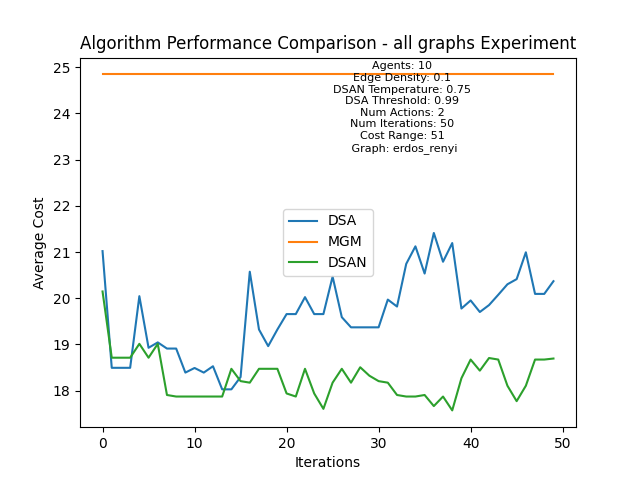 Algorithm Performance Comparison - all graphs Experiment
Agents: 10
Edge Density: 0.1
DSAN Temperature: 0.75
DSA Threshold: 0.99
Num Actions: 2
Num Iterations: 50
Cost Range: 51
Graph: erdos_renyi
DSA
MGM
DSAN
Average Cost
25
24
23
22
21
20
19
18
0 10 20 30 40 50
Iterations